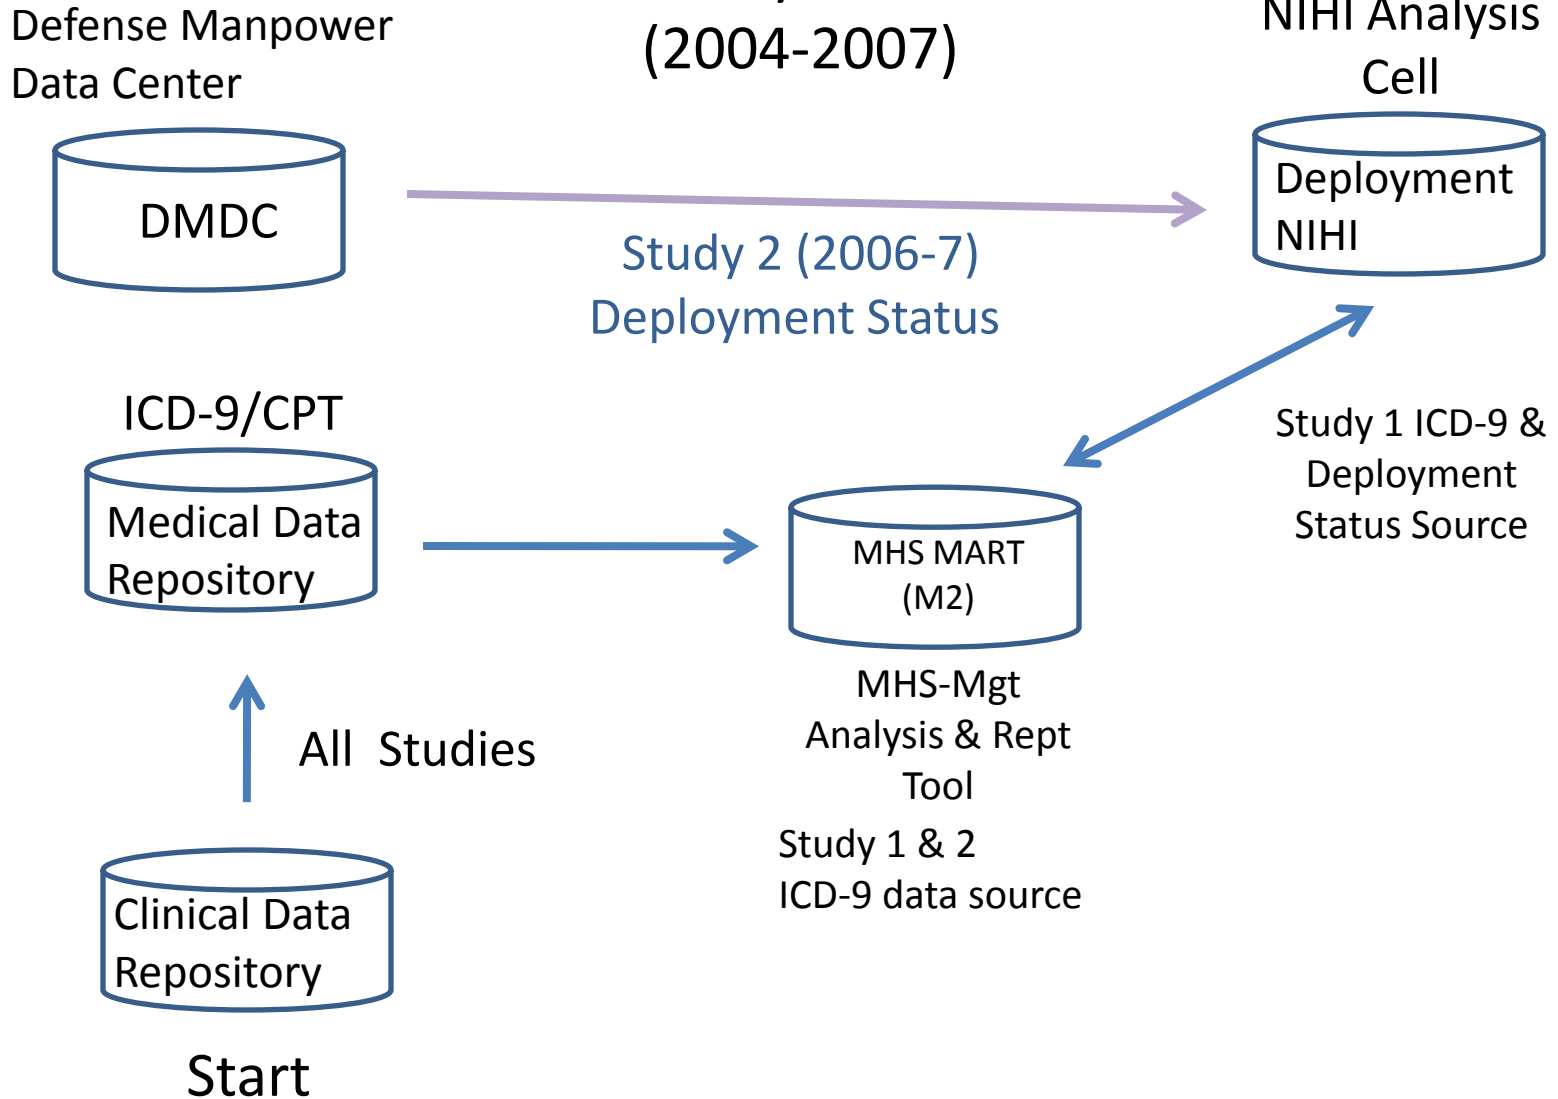 Defense Manpower
Data Center
(2004-2007)
NIHI Analysis
Cell
DMDC
Deployment
NIHI
Study 2 (2006-7)
Deployment Status
ICD-9/CPT
Medical Data
Repository
MHS MART
(M2)
Study 1 ICD-9 &
Deployment
Status Source
MHS-Mgt
Analysis & Rept
Tool
Study 1 & 2
ICD-9 data source
All  Studies
Clinical Data
Repository
Start